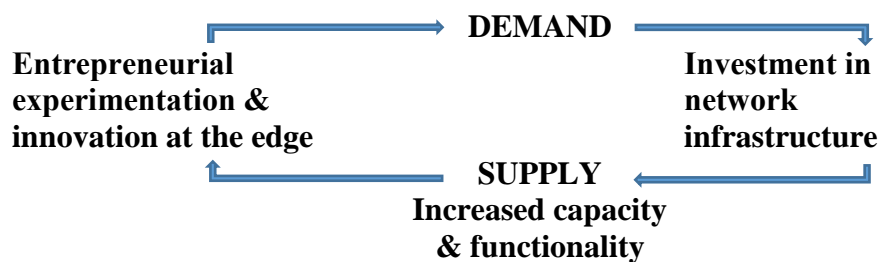 DEMAND
Entrepreneurial
experimentation &
innovation at the edge
Investment in
network
infrastructure
SUPPLY
Increased capacity
& functionality